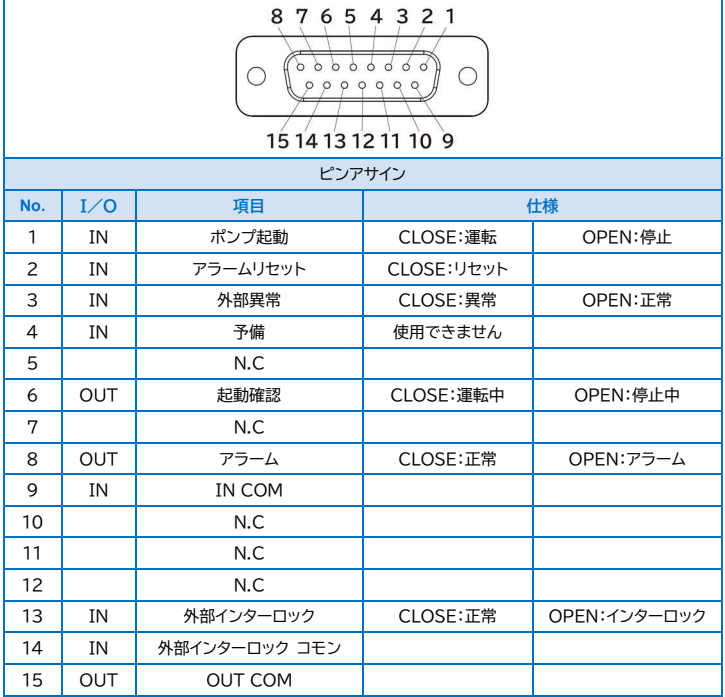 8 7 6 5 4 3 2 1
15 14 13 12 11 10 9
ピンアサイン
No. I/O 項目 仕様
1 IN ポンプ起動 CLOSE:運転 OPEN:停止
2 IN アラームリセット CLOSE:リセット
3 IN 外部異常 CLOSE:異常 OPEN:正常
4 IN 予備 使用できません
5 N.C
6 OUT 起動確認 CLOSE:運転中 OPEN:停止中
7 N.C
8 OUT アラーム CLOSE:正常 OPEN:アラーム
9 IN IN COM
10 N.C
11 N.C
12 N.C
13 IN 外部インターロック CLOSE:正常 OPEN:インターロック
14 IN 外部インターロック コモン
15 OUT OUT COM